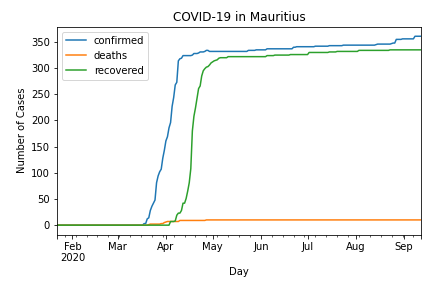 COVID-19 in Mauritius
confirmed
deaths
recovered
350
300
250
200
150
100
50
0
Number of Cases
Feb Mar Apr May Jun Jul Aug Sep
2020
Day